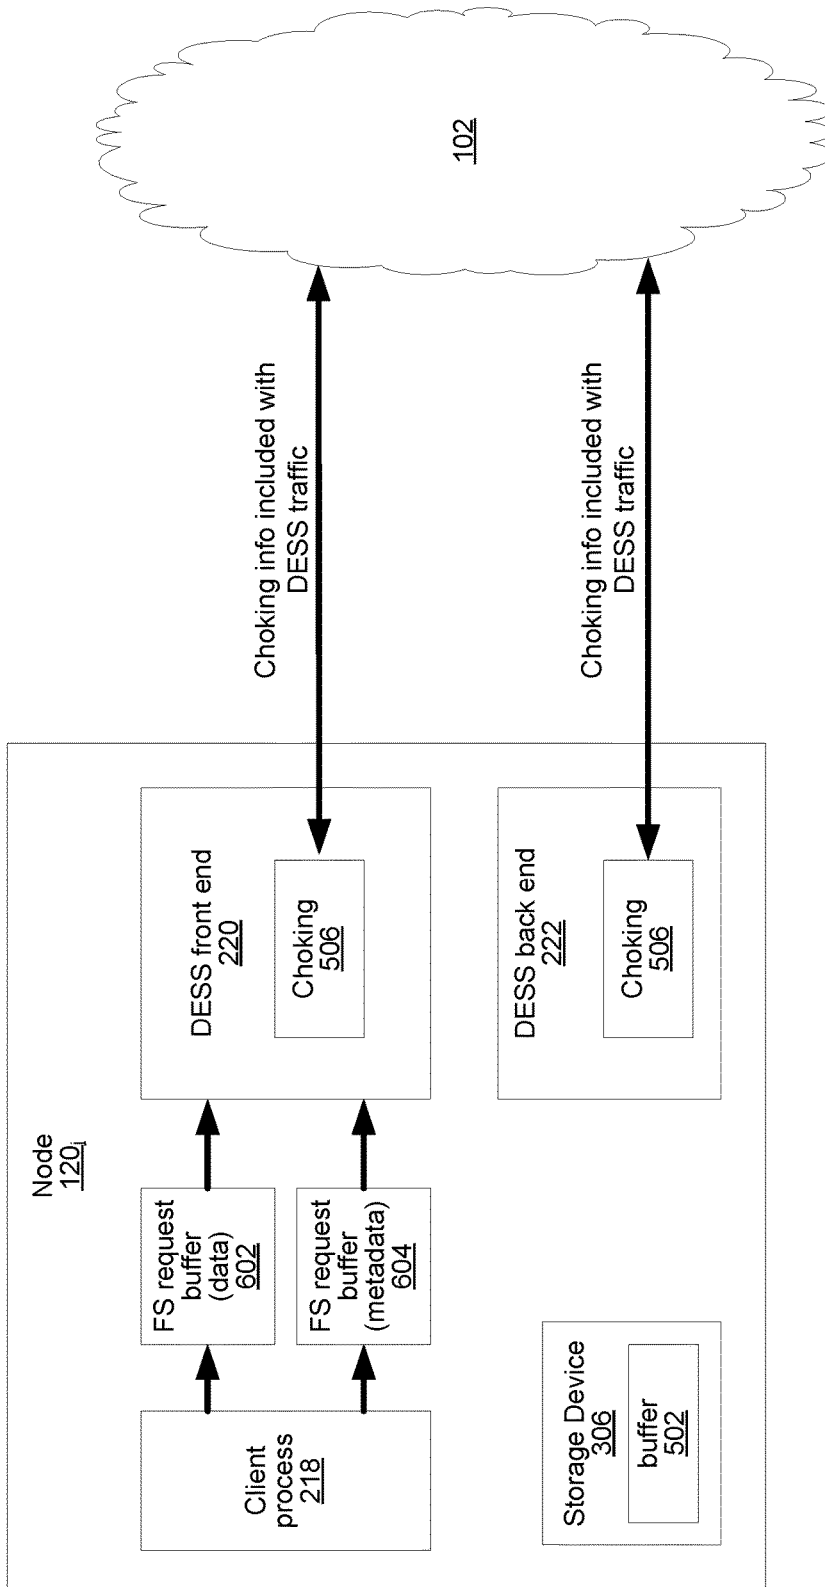 Node
120i
Client
process
218
FS request
buffer
(data)
602
FS request
buffer
(metadata)
604
DESS front end
220
Choking
506
Choking info included with
DESS traffic
102
Storage Device
306
buffer
502
DESS back end
222
Choking
506
Choking info included with
DESS traffic